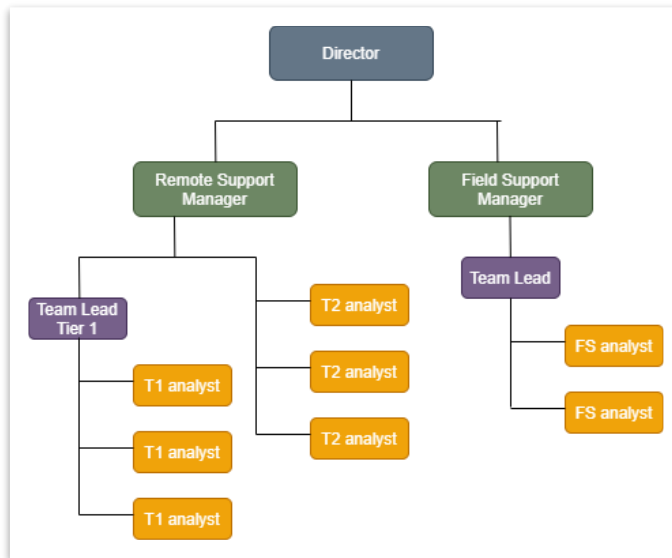 Director
Remote Support
Manager
Field Support
Manager
Team Lead
Tier 1
T1 analyst
T1 analyst
T1 analyst
T2 analyst
T2 analyst
T2 analyst
Team Lead
FS analyst
FS analyst